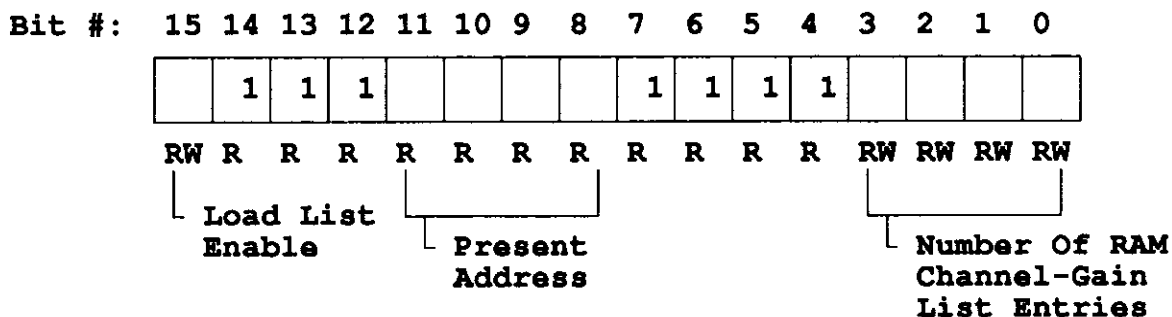 Bit #: 15 14 13 12 11 10 9 8 7 6 5 4 3 2 1 0
1 1 1 1 1 1 1
RW R R R R R R R R R R R RW RW RW RW
Load List
Enable
Present
Address
Number Of RAM
Channel-Gain
List Entries